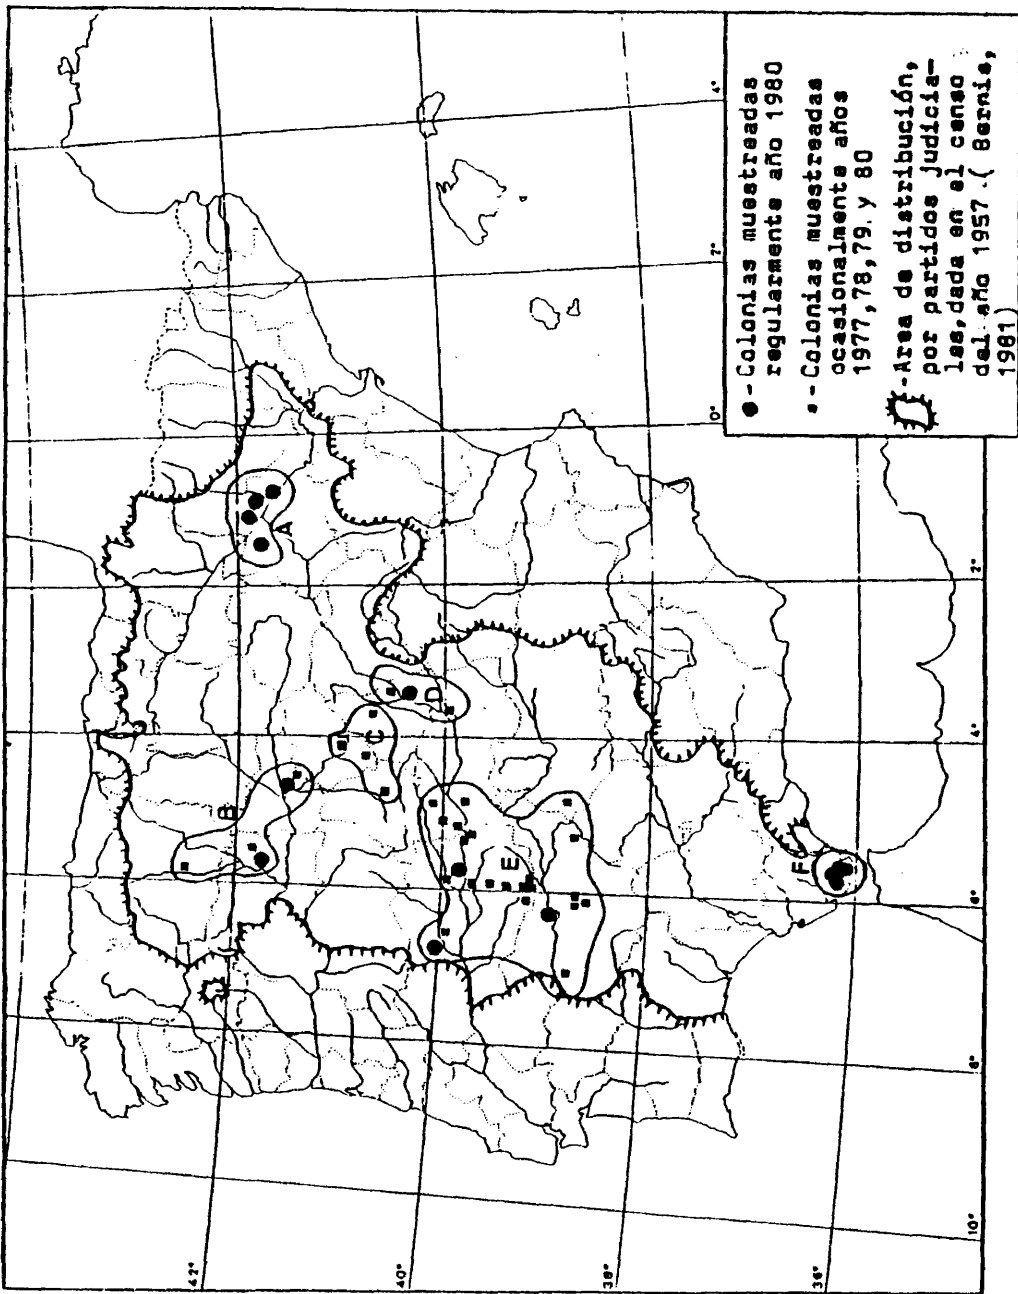 ●-Colonias muestreadas
regularmente año 1980
▪-Colonias muestreadas
ocasionalmente años
1977,78,79. y 80
-Area de distribución,
por partidos judicia-
les,dada en el censo
del año 1957.( Bernis,
1981)
A
B
C
D
E
F
42°
40°
38°
36°
10°
8°
6°
4°
2°
0°
2°
4°